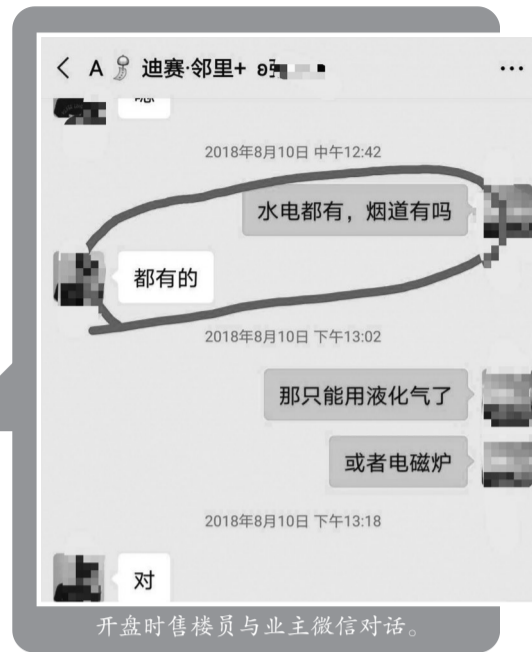 A 迪赛·邻里+
2018年8月10日 中午12:42
水电都有，烟道有吗
都有的
2018年8月10日 下午13:02
那只能用液化气了
或者电磁炉
2018年8月10日 下午13:18
对
开盘时售楼员与业主微信对话。